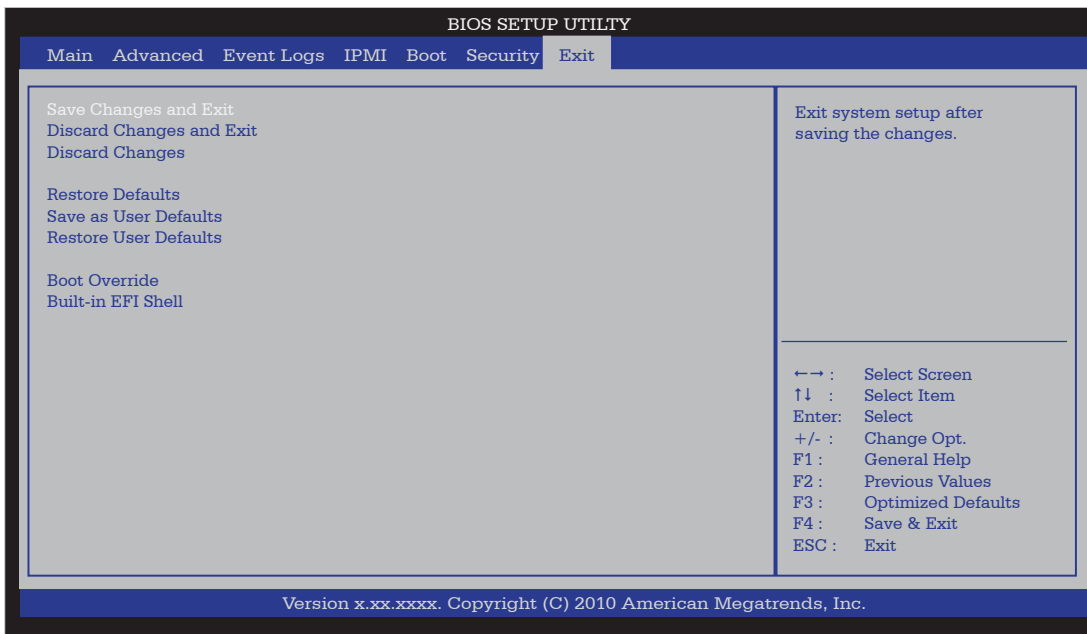 BIOS SETUP UTILTY
Main Advanced Event Logs IPMI Boot Security Exit
Save Changes and Exit
Discard Changes and Exit
Discard Changes
Restore Defaults
Save as User Defaults
Restore User Defaults
Boot Override
Built-in EFI Shell
Exit system setup after
saving the changes.
←→ : Select Screen
↑↓ : Select Item
Enter: Select
+/- : Change Opt.
F1 : General Help
F2 : Previous Values
F3 : Optimized Defaults
F4 : Save & Exit
ESC : Exit
Version x.xx.xxxx. Copyright (C) 2010 American Megatrends, Inc.